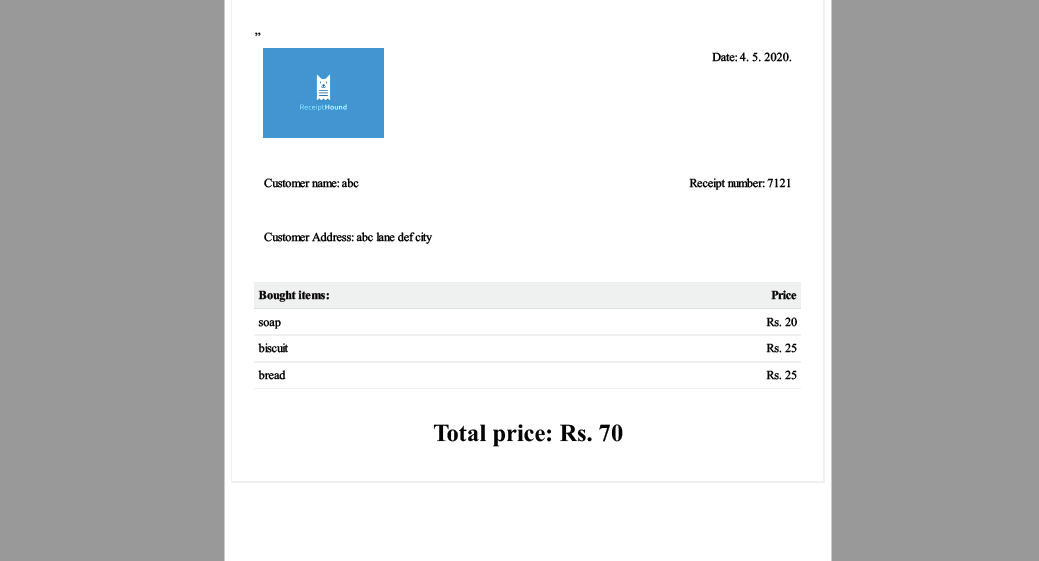 ”
Date: 4. 5. 2020.
ReceiptHound
Customer name: abc Receipt number: 7121
Customer Address: abc lane def city
Bought items: Price
soap Rs. 20
biscuit Rs. 25
bread Rs. 25
Total price: Rs. 70